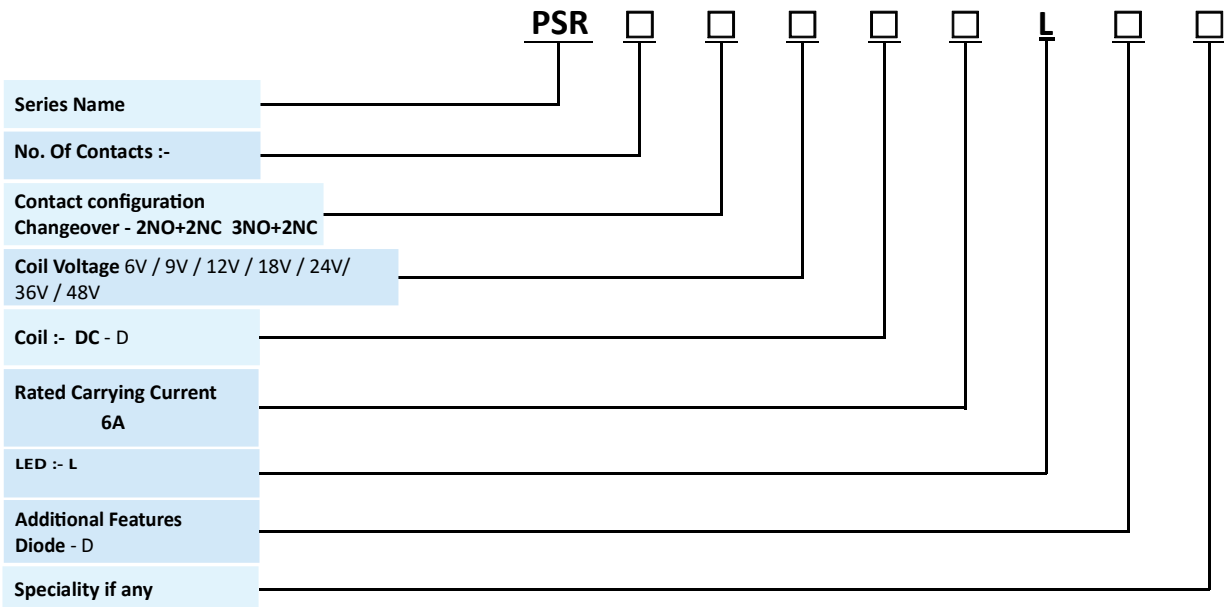 PSR □ □ □ □ □ L □ □
Series Name
No. Of Contacts :-
Contact configuration
Changeover - 2NO+2NC 3NO+2NC
Coil Voltage 6V / 9V / 12V / 18V / 24V/
36V / 48V
Coil :- DC - D
Rated Carrying Current
6A
LED :- L
Additional Features
Diode - D
Speciality if any